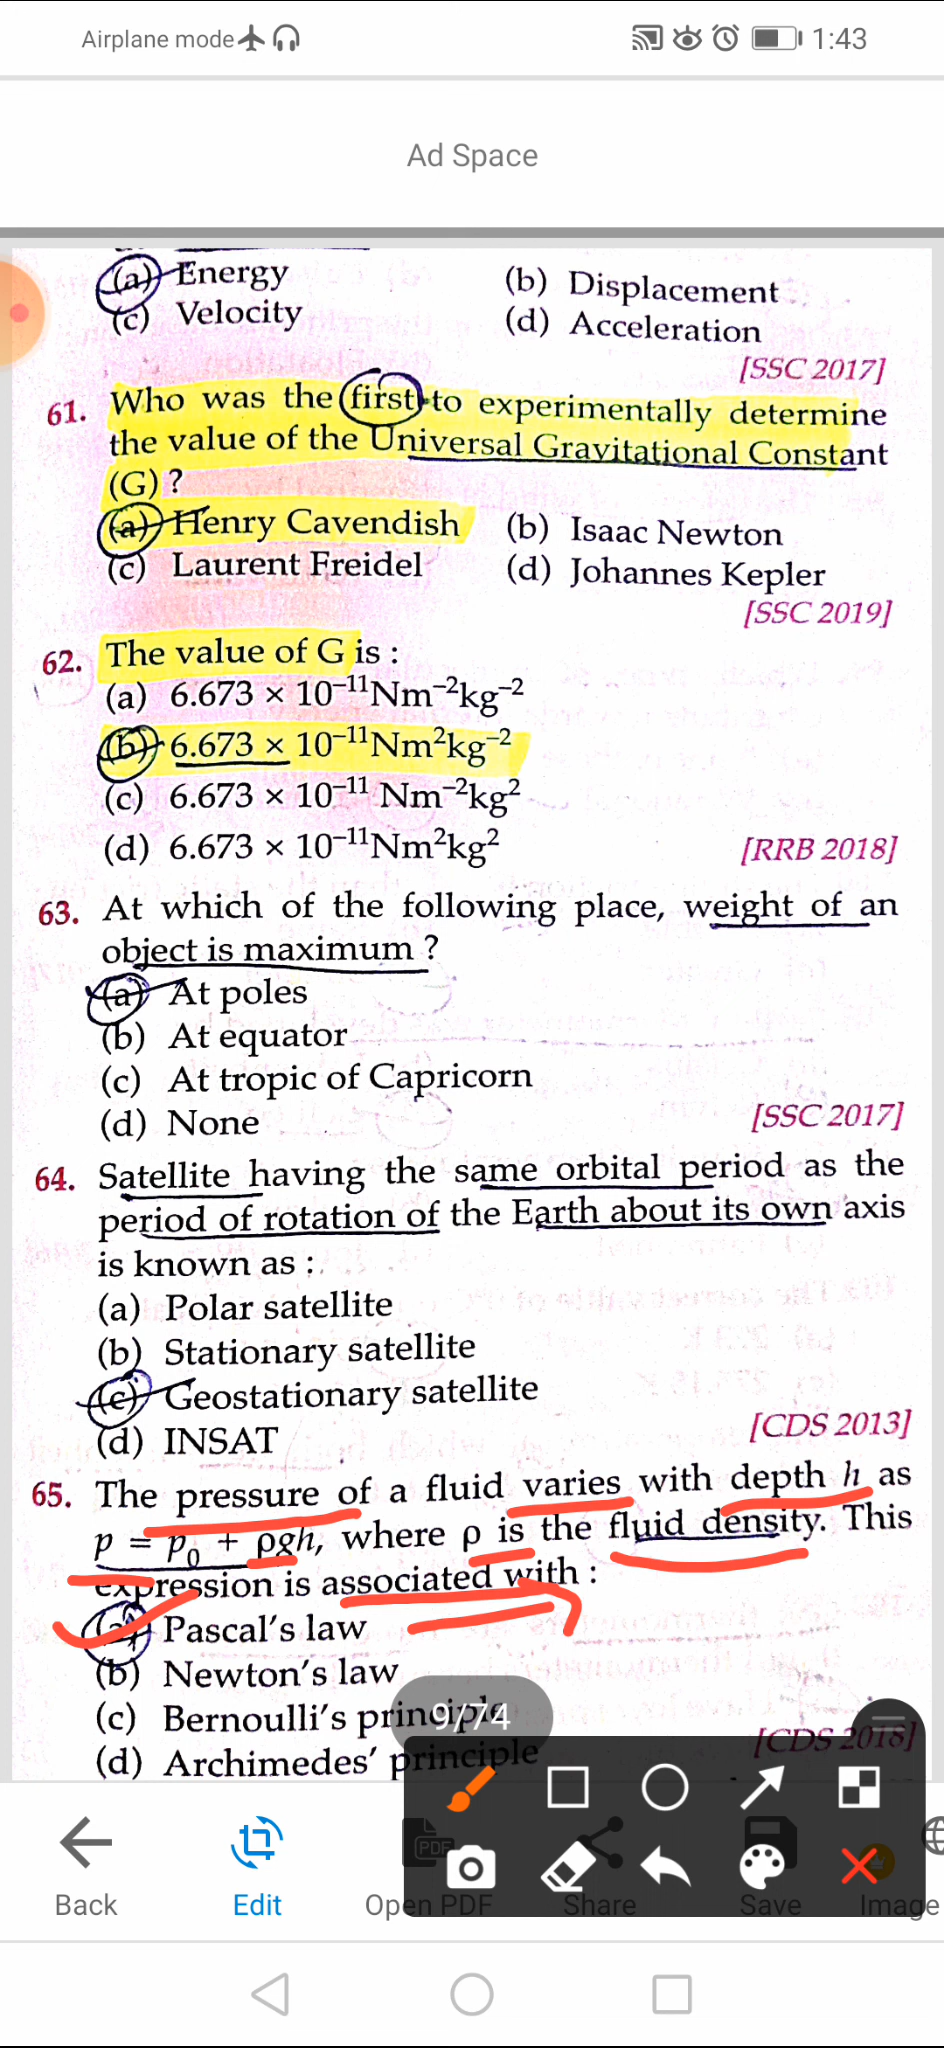 Airplane mode 1:43
Ad Space
(a) Energy (b) Displacement
(c) Velocity (d) Acceleration
[SSC 2017]
61. Who was the first to experimentally determine
the value of the Universal Gravitational Constant
(G) ?
(a) Henry Cavendish (b) Isaac Newton
(c) Laurent Freidel (d) Johannes Kepler
[SSC 2019]
62. The value of G is :
(a) 6.673 × 10⁻¹¹Nm⁻²kg⁻²
(b) 6.673 × 10⁻¹¹Nm²kg⁻²
(c) 6.673 × 10⁻¹¹ Nm⁻²kg²
(d) 6.673 × 10⁻¹¹Nm²kg² [RRB 2018]
63. At which of the following place, weight of an
object is maximum ?
(a) At poles
(b) At equator
(c) At tropic of Capricorn
(d) None [SSC 2017]
64. Satellite having the same orbital period as the
period of rotation of the Earth about its own axis
is known as :
(a) Polar satellite
(b) Stationary satellite
(c) Geostationary satellite
(d) INSAT [CDS 2013]
65. The pressure of a fluid varies with depth h as
p = p₀ + ρgh, where ρ is the fluid density. This
expression is associated with :
(a) Pascal's law
(b) Newton's law
(c) Bernoulli's principle
9/74
(d) Archimedes' principle [CDS 2018]
PDF
Back Edit Open PDF Share Save Image